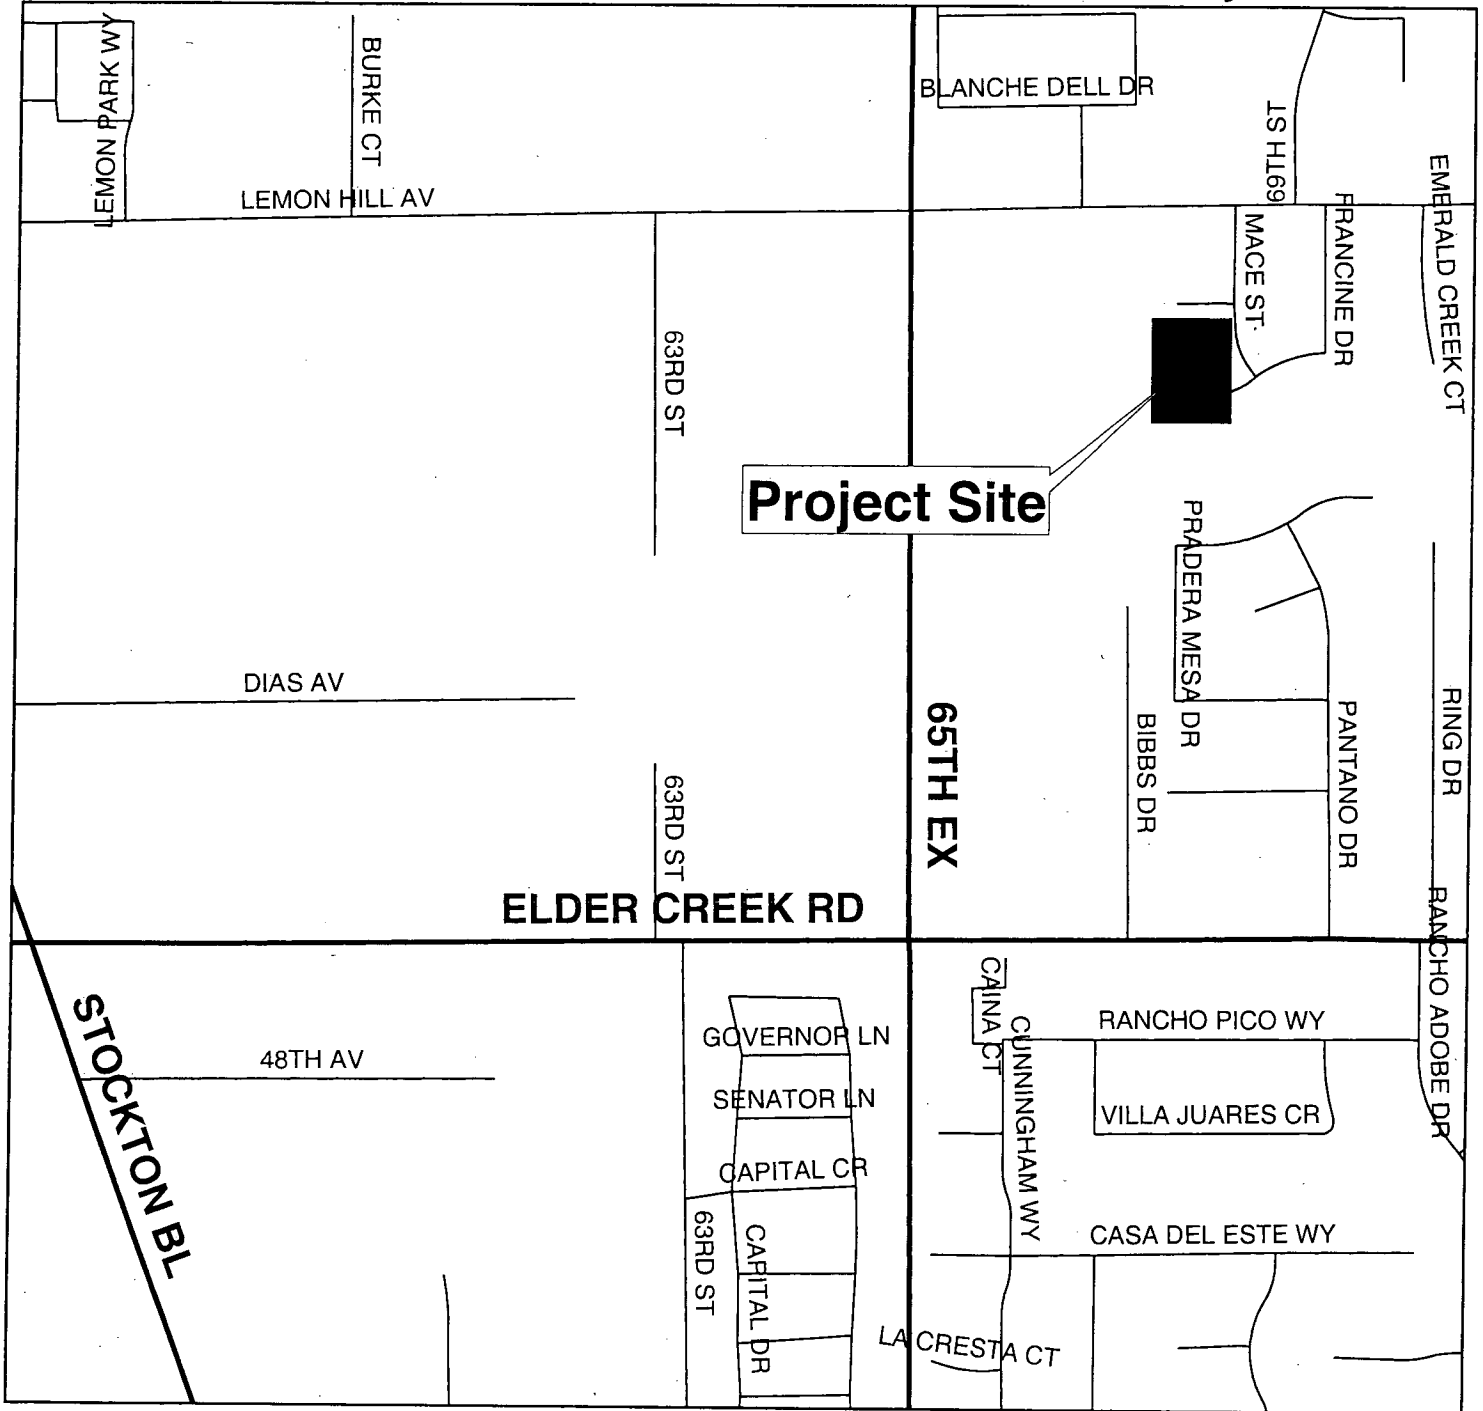 LEMON PARK WY
BURKE CT
BLANCHE DELL DR
69TH ST
EMERALD CREEK CT
LEMON HILL AV
MACE ST
FRANCINE DR
63RD ST
Project Site
PRADERA MESA DR
DIAS AV
65TH EX
BIBBS DR
PANTANO DR
RING DR
63RD ST
ELDER CREEK RD
RANCHO ADOBE DR
STOCKTON BL
CAINA CT
CUNNINGHAM WY
RANCHO PICO WY
GOVERNOR LN
48TH AV
SENATOR LN
VILLA JUARES CR
CAPITAL CR
63RD ST
CAPITAL DR
CASA DEL ESTE WY
LA CRESTA CT